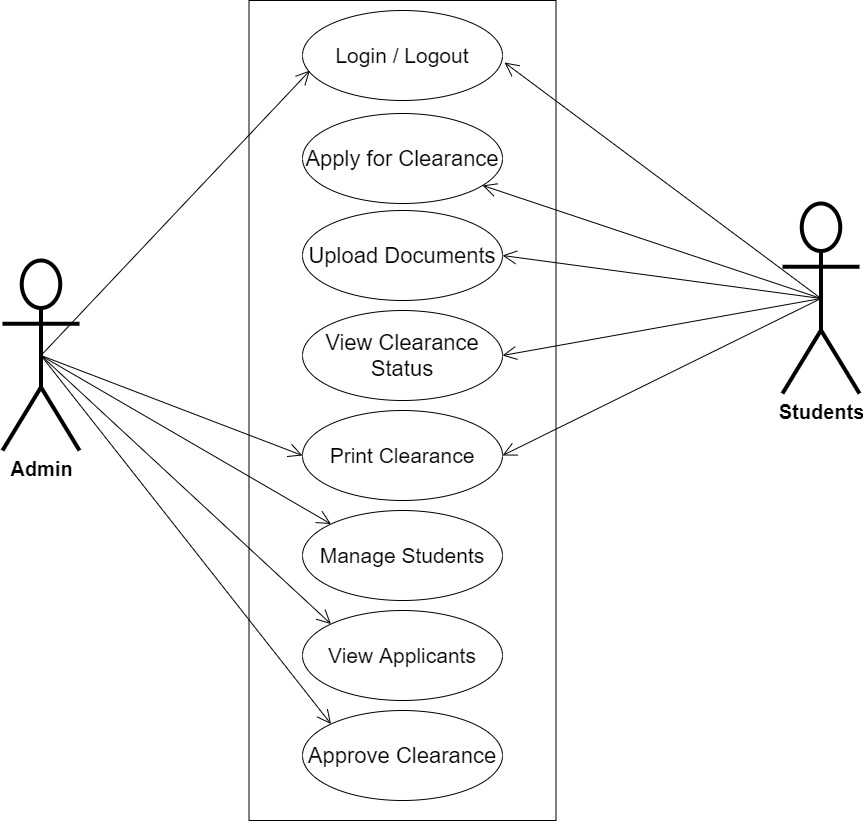 Login / Logout
Apply for Clearance
Upload Documents
View Clearance
Status
Print Clearance
Manage Students
View Applicants
Approve Clearance
Admin
Students